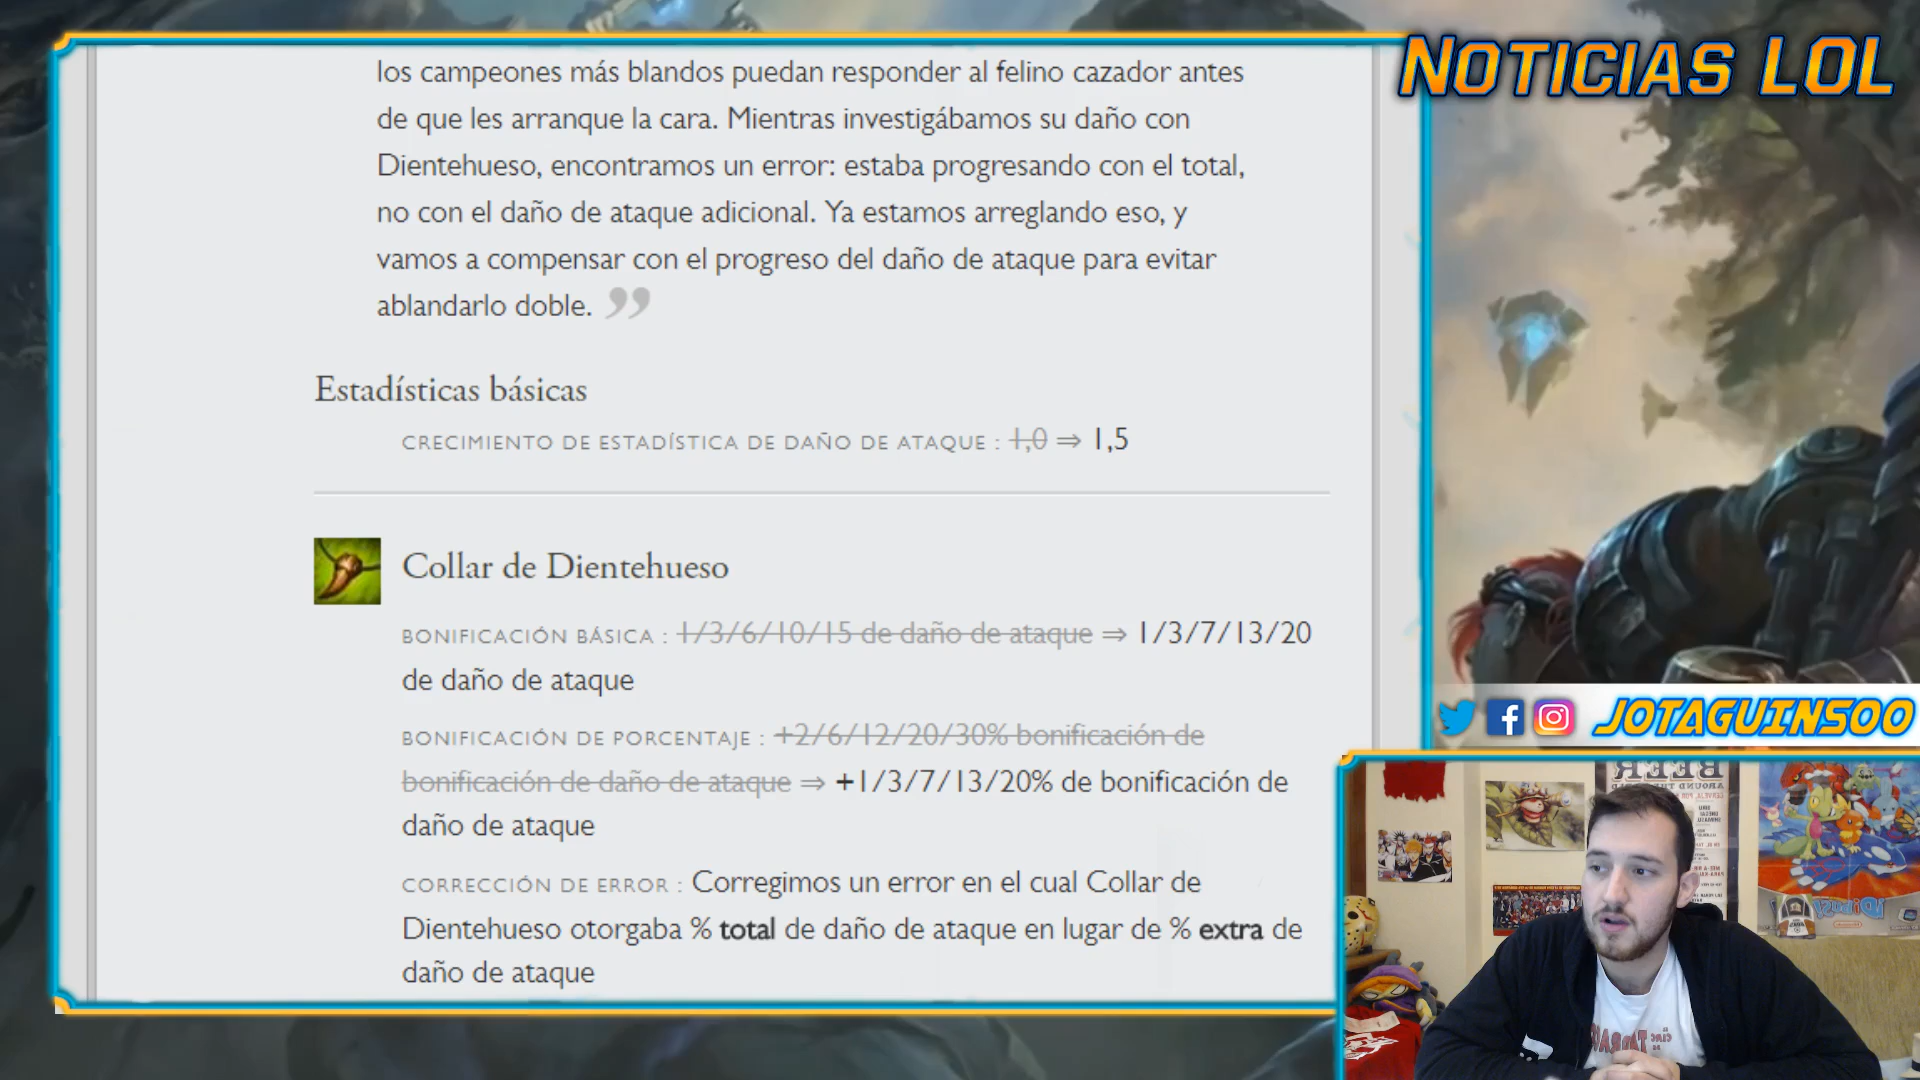 los campeones más blandos puedan responder al felino cazador antes
de que les arranque la cara. Mientras investigábamos su daño con
Dientehueso, encontramos un error: estaba progresando con el total,
no con el daño de ataque adicional. Ya estamos arreglando eso, y
vamos a compensar con el progreso del daño de ataque para evitar
ablandarlo doble. ”
Estadísticas básicas
CRECIMIENTO DE ESTADÍSTICA DE DAÑO DE ATAQUE : 1,0 ⇒ 1,5
Collar de Dientehueso
BONIFICACIÓN BÁSICA : 1/3/6/10/15 de daño de ataque ⇒ 1/3/7/13/20
de daño de ataque
BONIFICACIÓN DE PORCENTAJE : +2/6/12/20/30% bonificación de
bonificación de daño de ataque ⇒ +1/3/7/13/20% de bonificación de
daño de ataque
CORRECCIÓN DE ERROR : Corregimos un error en el cual Collar de
Dientehueso otorgaba % total de daño de ataque en lugar de % extra de
daño de ataque
NOTICIAS LOL
JOTAGUINSOO
BEER
AROUND THE